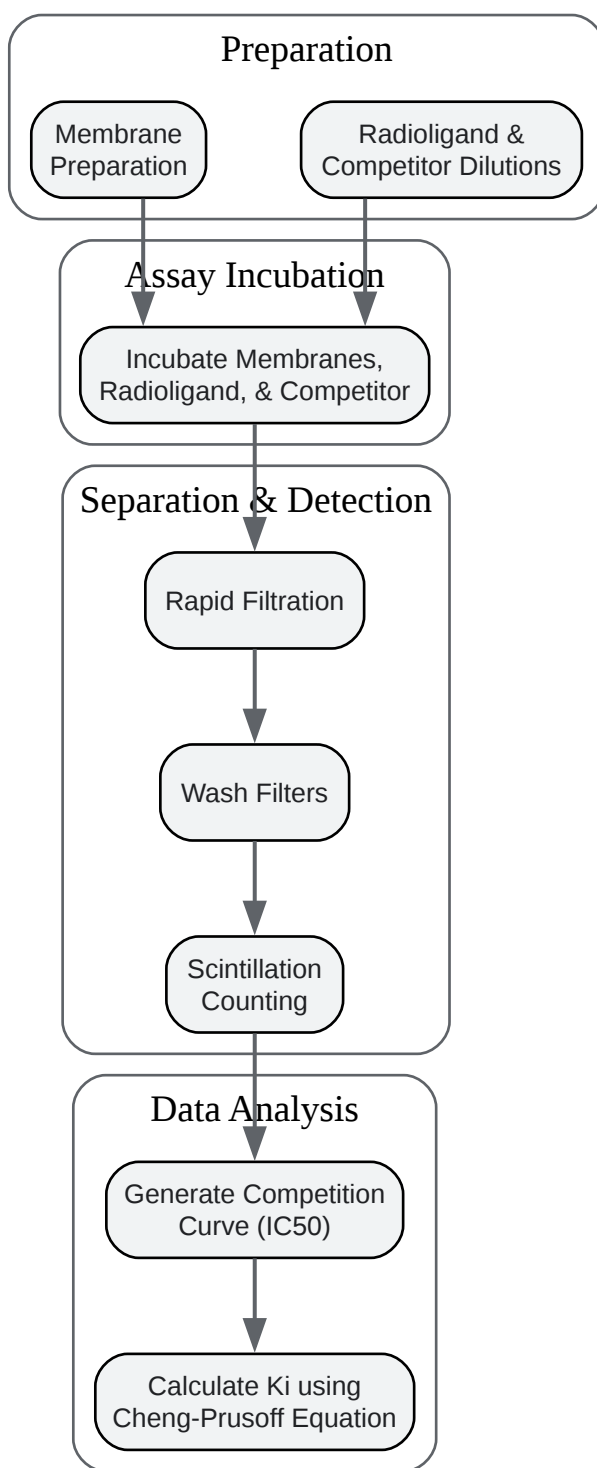 Preparation
Membrane
Preparation
Radioligand &
Competitor Dilutions
Assay Incubation
Incubate Membranes,
Radioligand, & Competitor
Separation & Detection
Rapid Filtration
Wash Filters
Scintillation
Counting
Data Analysis
Generate Competition
Curve (IC50)
Calculate Ki using
Cheng-Prusoff Equation